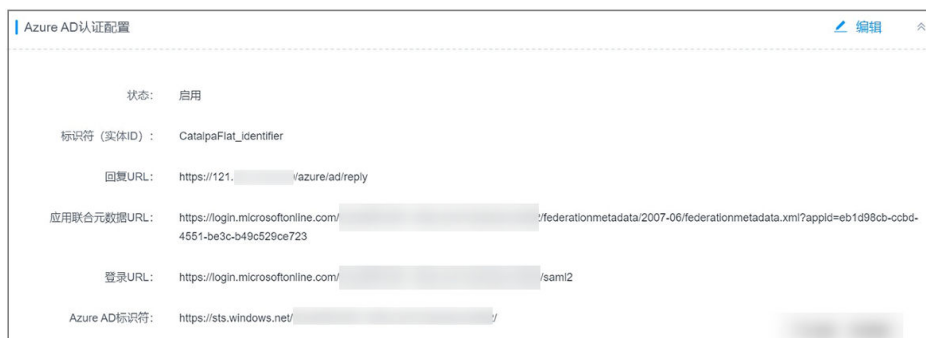 Azure AD认证配置
编辑
状态： 启用
标识符（实体ID）： CatalpaFlat_identifier
回复URL： https://121. /azure/ad/reply
应用联合元数据URL： https://login.microsoftonline.com/ /federationmetadata/2007-06/federationmetadata.xml?appid=eb1d98cb-ccbd-
4551-be3c-b49c529ce723
登录URL： https://login.microsoftonline.com/ /saml2
Azure AD标识符： https://sts.windows.net/ /